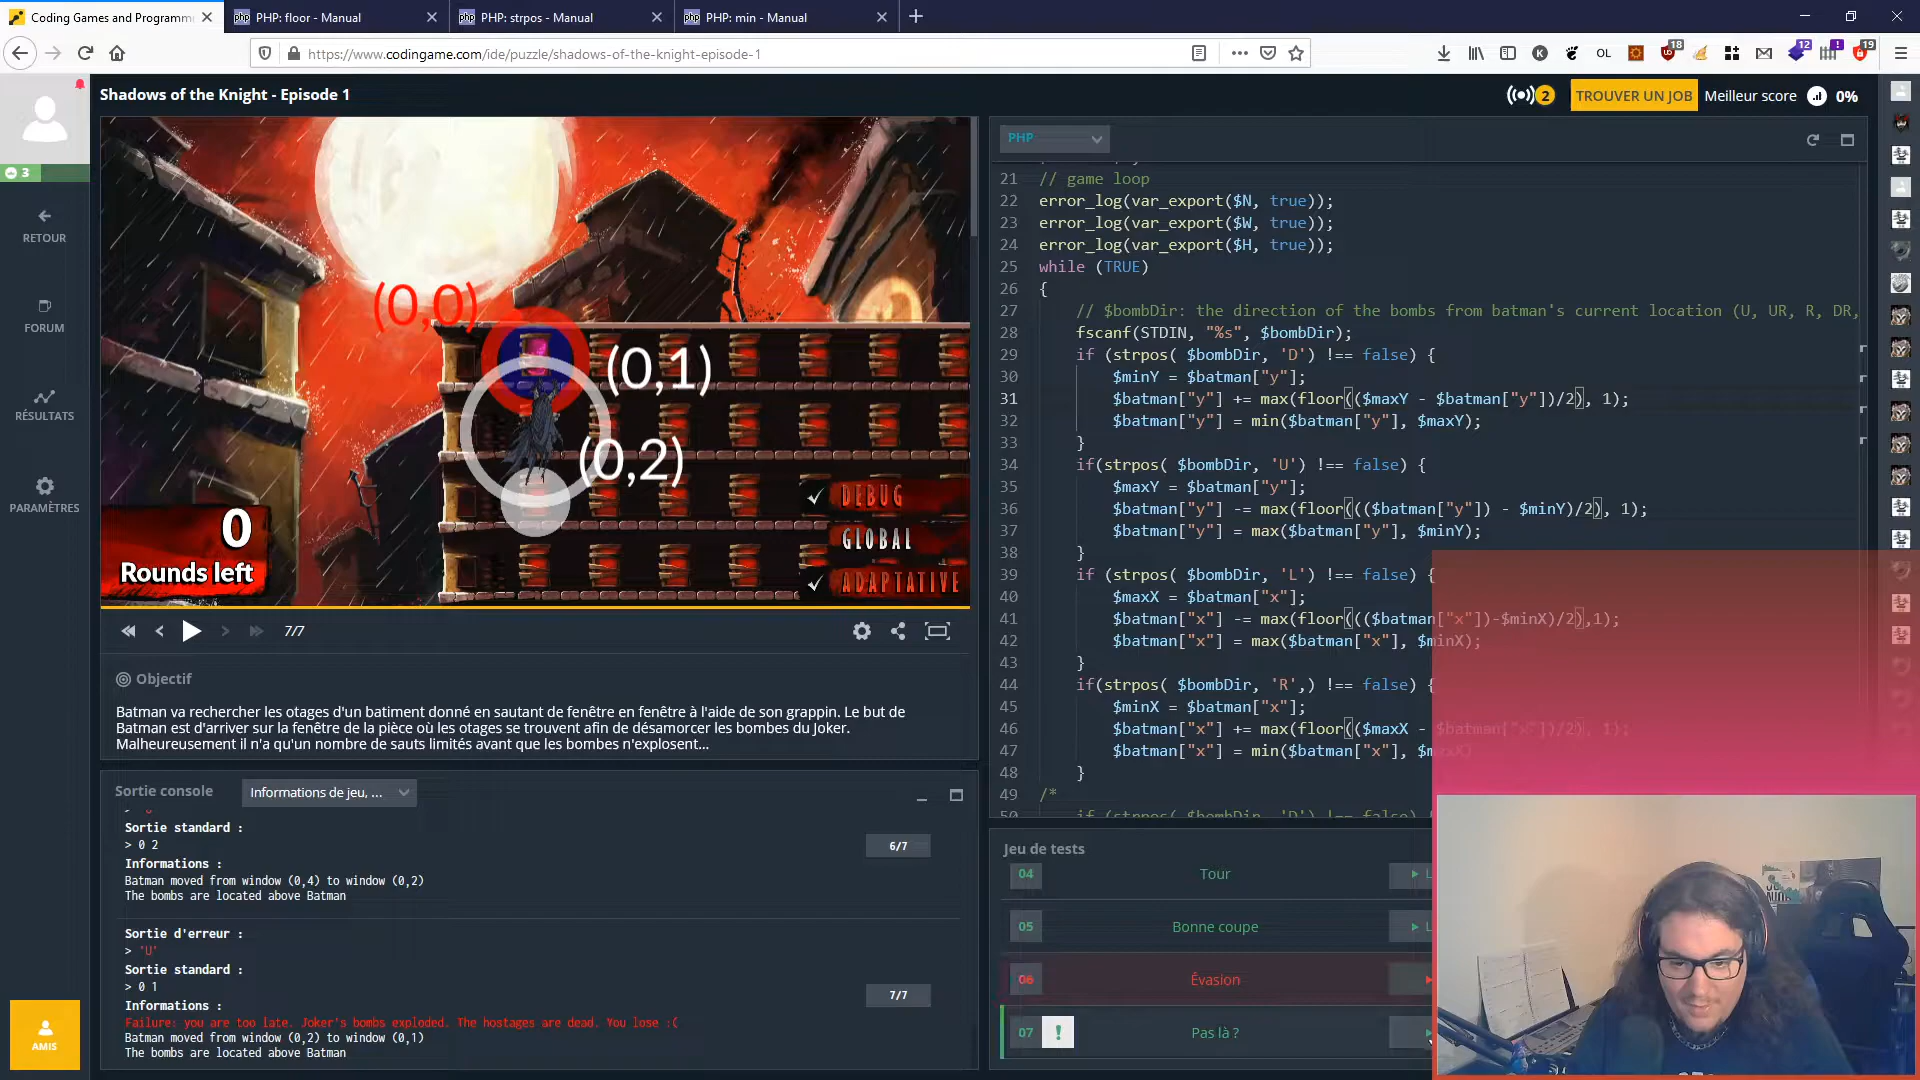 Coding Games and Programm
PHP: floor - Manual
PHP: strpos - Manual
PHP: min - Manual
https://www.codingame.com/ide/puzzle/shadows-of-the-knight-episode-1
OL
18
12
19
Shadows of the Knight - Episode 1
2
TROUVER UN JOB
Meilleur score
0%
3
RETOUR
FORUM
RÉSULTATS
PARAMÈTRES
AMIS
(0,0)
(0,1)
(0,2)
0
Rounds left
DEBUG
GLOBAL
ADAPTATIVE
7/7
Objectif
Batman va rechercher les otages d'un batiment donné en sautant de fenêtre en fenêtre à l'aide de son grappin. Le but de
Batman est d'arriver sur la fenêtre de la pièce où les otages se trouvent afin de désamorcer les bombes du Joker.
Malheureusement il n'a qu'un nombre de sauts limités avant que les bombes n'explosent...
Sortie console
Informations de jeu, ...
Sortie standard :
> 0 2
6/7
Informations :
Batman moved from window (0,4) to window (0,2)
The bombs are located above Batman
Sortie d'erreur :
> 'U'
Sortie standard :
> 0 1
7/7
Informations :
Failure: you are too late. Joker's bombs exploded. The hostages are dead. You lose :(
Batman moved from window (0,2) to window (0,1)
The bombs are located above Batman
PHP
21 // game loop
22 error_log(var_export($N, true));
23 error_log(var_export($W, true));
24 error_log(var_export($H, true));
25 while (TRUE)
26 {
27 // $bombDir: the direction of the bombs from batman's current location (U, UR, R, DR,
28 fscanf(STDIN, "%s", $bombDir);
29 if (strpos( $bombDir, 'D') !== false) {
30 $minY = $batman["y"];
31 $batman["y"] += max(floor(($maxY - $batman["y"])/2), 1);
32 $batman["y"] = min($batman["y"], $maxY);
33 }
34 if(strpos( $bombDir, 'U') !== false) {
35 $maxY = $batman["y"];
36 $batman["y"] -= max(floor((($batman["y"]) - $minY)/2), 1);
37 $batman["y"] = max($batman["y"], $minY);
38 }
39 if (strpos( $bombDir, 'L') !== false) {
40 $maxX = $batman["x"];
41 $batman["x"] -= max(floor((($batman["x"])-$minX)/2),1);
42 $batman["x"] = max($batman["x"], $minX);
43 }
44 if(strpos( $bombDir, 'R',) !== false) {
45 $minX = $batman["x"];
46 $batman["x"] += max(floor(($maxX - $batman["x"])/2), 1);
47 $batman["x"] = min($batman["x"], $maxX)
48 }
49 /*
50 if (strpos( $bombDir, 'D') !== false)
Jeu de tests
04 Tour
05 Bonne coupe
06 Évasion
07 ! Pas là ?